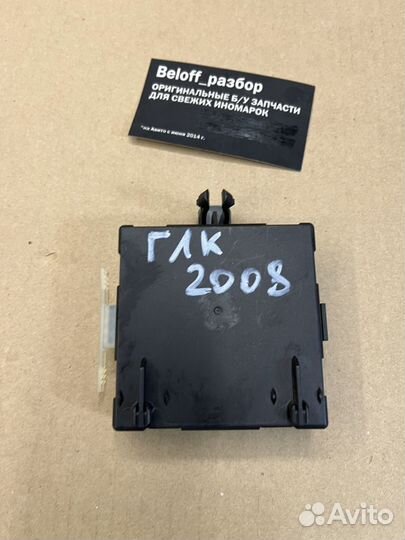 Beloff_разбор
ОРИГИНАЛЬНЫЕ Б/У ЗАПЧАСТИ
ДЛЯ СВЕЖИХ ИНОМАРОК
*на Авито с июня 2014 г.
ГЛК
2008
Avito